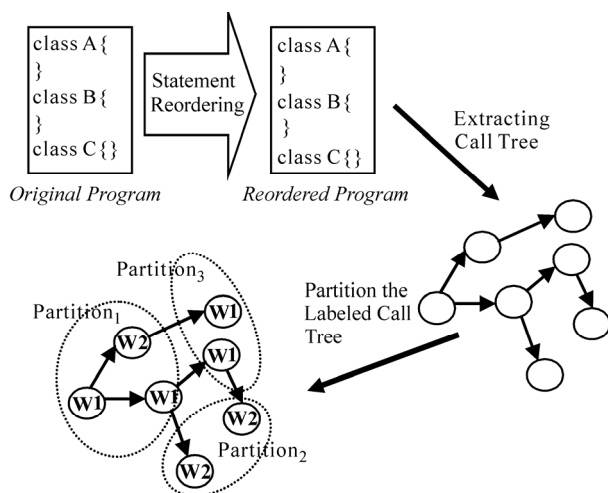 class A{
}
class B{
}
class C{}
Original Program
Statement
Reordering
class A{
}
class B{
}
class C{}
Reordered Program
Extracting
Call Tree
Partition the
Labeled Call
Tree
Partition3
Partition1
W1
W2
W1
W1
W1
W2
W2
Partition2